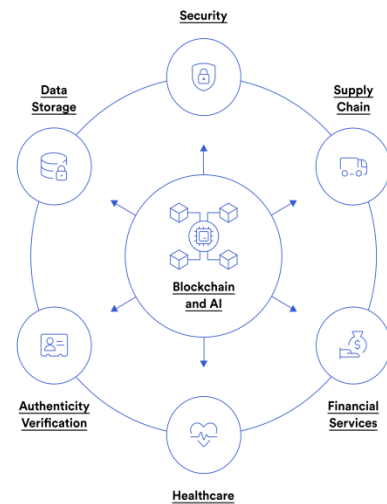 Security
Data
Storage
Supply
Chain
Blockchain
and AI
$
Authenticity
Verification
Financial
Services
Healthcare